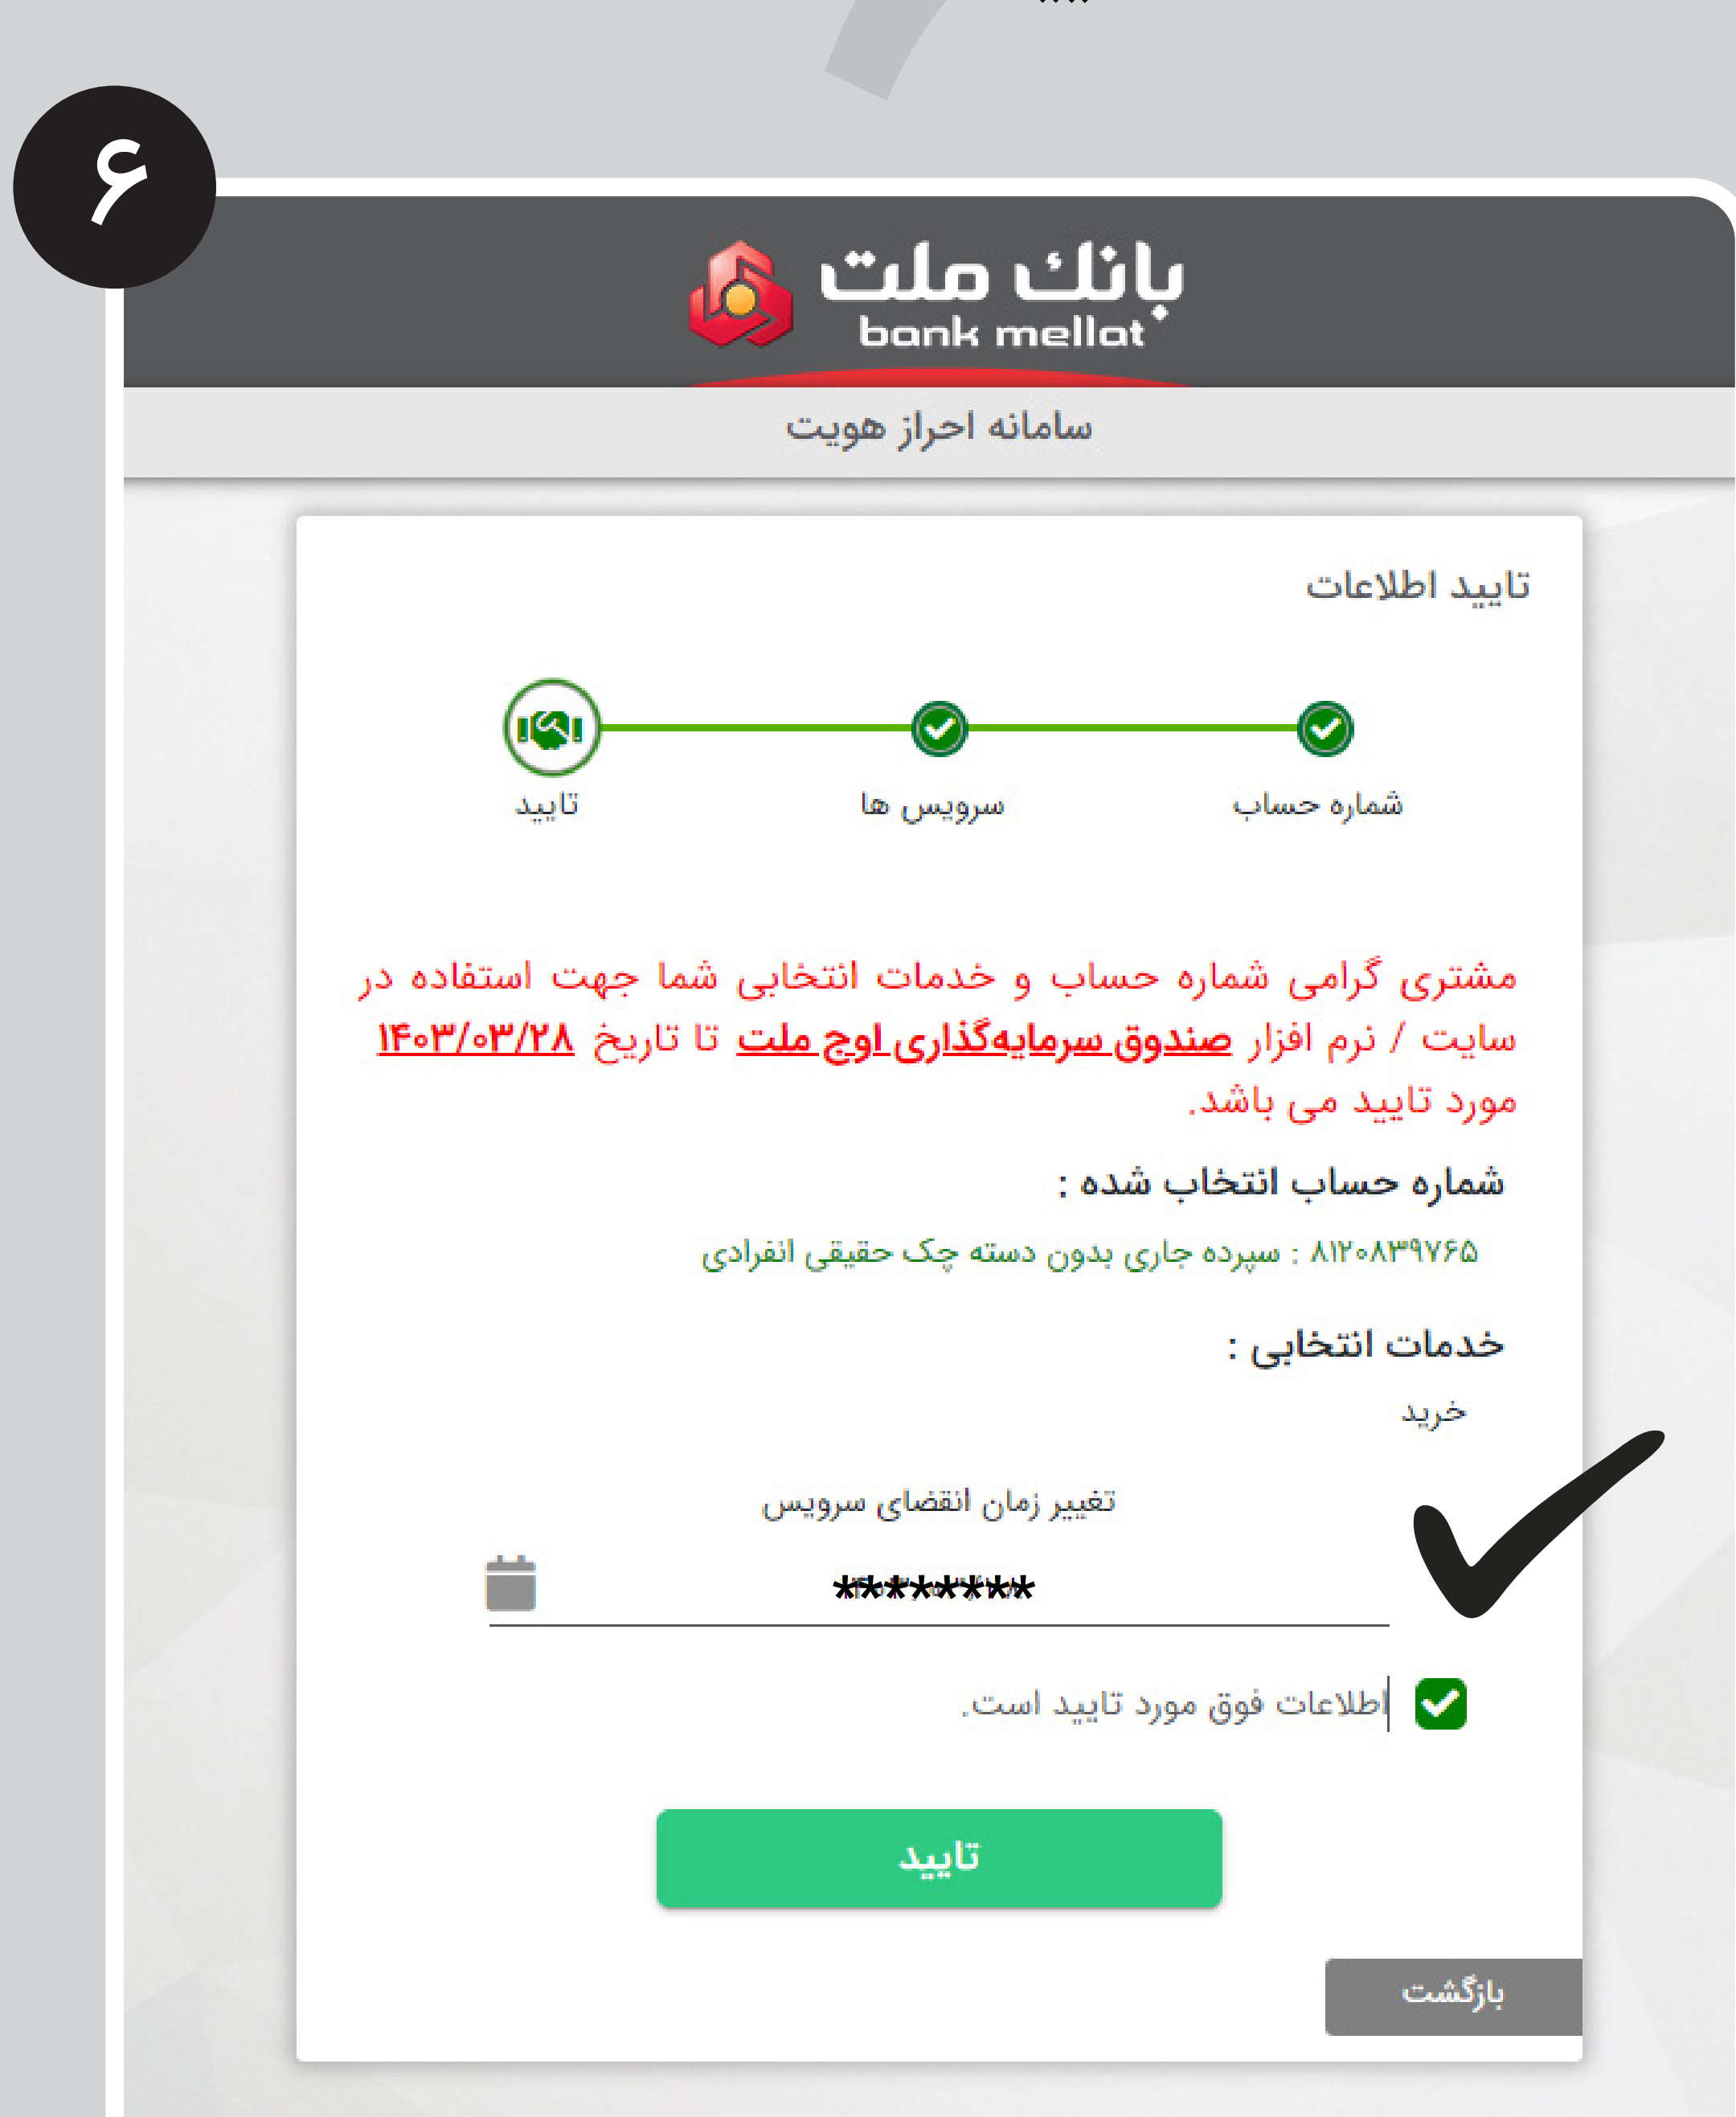 ۶
بانك ملت
bank mellat
سامانه احراز هویت
تایید اطلاعات
شماره حساب
سرویس ها
تایید
مشتری گرامی شماره حساب و خدمات انتخابی شما جهت استفاده در
سایت / نرم افزار صندوق سرمایه‌گذاری اوج ملت تا تاریخ ۱۴۰۳/۰۳/۲۸
مورد تایید می باشد.
شماره حساب انتخاب شده :
۸۱۲۰۸۳۹۷۶۵ : سپرده جاری بدون دسته چک حقیقی انفرادی
خدمات انتخابی :
خرید
تغییر زمان انقضای سرویس
********
اطلاعات فوق مورد تایید است.
تایید
بازگشت